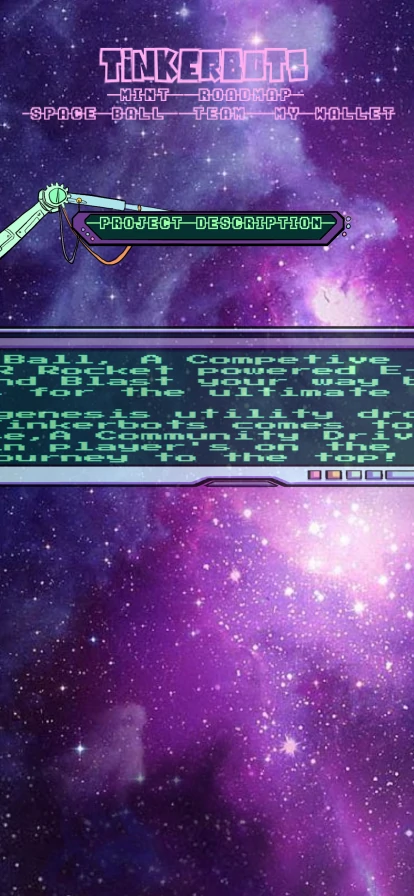 TiNKERBOTs
MINT ROADMAP
SPACE BALL TEAM MY WALLET
PROJECT DESCRIPTION
Ball, A Competive
R Rocket powered E-
nd Blast your way
for the ultimate
genesis utility dr
inkerbots comes to
e,A Community Driv
n player's on the
ourney to the top!